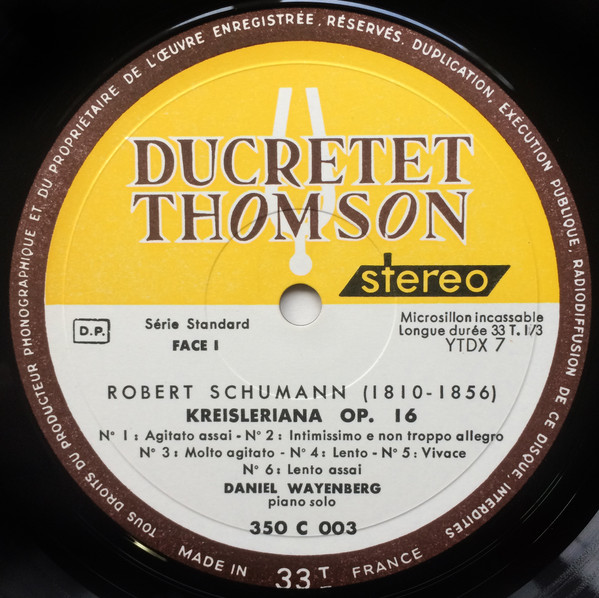 TOUS DROITS DU PRODUCTEUR PHONOGRAPHIQUE ET DU PROPRIÉTAIRE DE L'ŒUVRE ENREGISTRÉE, RÉSERVÉS. DUPLICATION, EXÉCUTION PUBLIQUE, RADIODIFFUSION DE CE DISQUE, INTERDITES
DUCRETET
THOMSON
stereo
D.P.
Série Standard
FACE I
Microsillon incassable
Longue durée 33 T. I/3
YTDX 7
ROBERT SCHUMANN (1810-1856)
KREISLERIANA OP. 16
N° 1 : Agitato assai - N° 2 : Intimissimo e non troppo allegro
N° 3 : Molto agitato - N° 4 : Lento - N° 5 : Vivace
N° 6 : Lento assai
DANIEL WAYENBERG
piano solo
350 C 003
MADE IN 33 T FRANCE